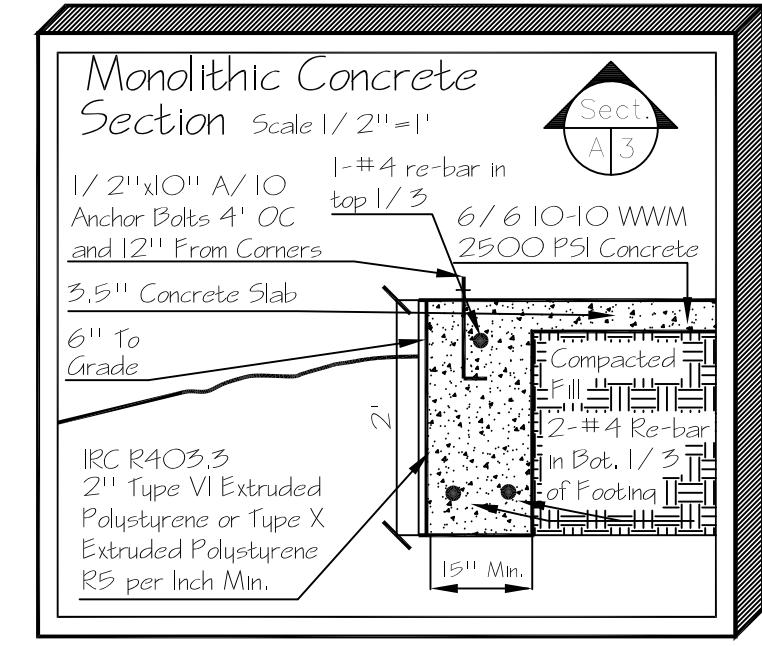 Monolithic Concrete
Section Scale 1/2"=1'
Sect.
A 3
1-#4 re-bar in
top 1/3
1/2"x10" A/10
Anchor Bolts 4' OC
and 12" From Corners
6/6 10-10 WWM
2500 PSI Concrete
3.5" Concrete Slab
6" To
Grade
Compacted
Fill
2'
2-#4 Re-bar
in Bot. 1/3
of Footing
IRC R403.3
2" Type VI Extruded
Polystyrene or Type X
Extruded Polystyrene
R5 per Inch Min.
15" Min.